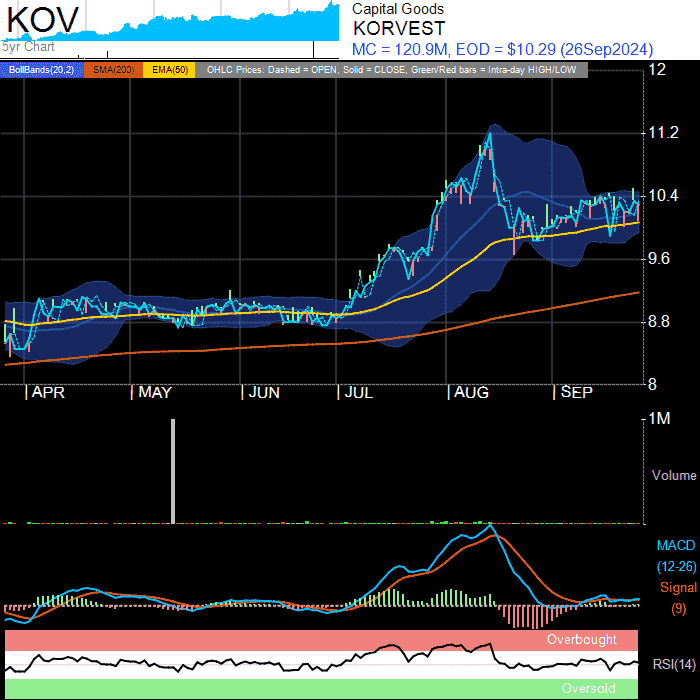 KOV
5yr Chart
Capital Goods
KORVEST
MC = 120.9M, EOD = $10.29 (26Sep2024)
BollBands(20,2) SMA(200) EMA(50) OHLC Prices: Dashed = OPEN, Solid = CLOSE, Green/Red bars = Intra-day HIGH/LOW
12
11.2
10.4
9.6
8.8
8
APR MAY JUN JUL AUG SEP
1M
Volume
MACD
(12-26)
Signal
(9)
Overbought
RSI(14)
Oversold